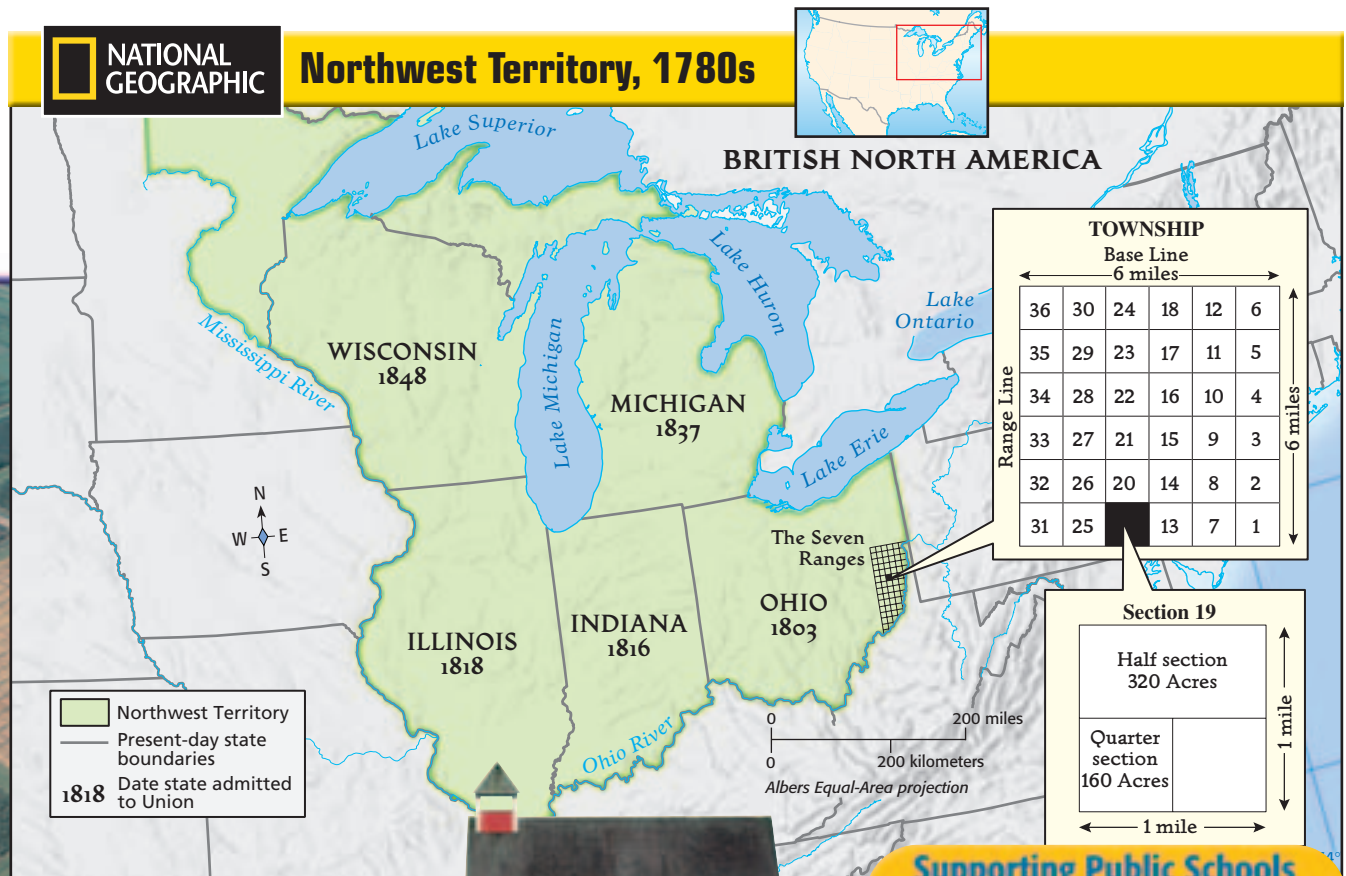 NATIONAL
GEOGRAPHIC
Northwest Territory, 1780s
Lake Superior
BRITISH NORTH AMERICA
Lake Huron
Lake
Ontario
Mississippi River
WISCONSIN
1848
Lake Michigan
MICHIGAN
1837
Lake Erie
N
W E
S
The Seven
Ranges
ILLINOIS
1818
INDIANA
1816
OHIO
1803
Ohio River
Northwest Territory
Present-day state
boundaries
1818 Date state admitted
to Union
0 200 miles
0 200 kilometers
Albers Equal-Area projection
TOWNSHIP
Base Line
6 miles
Range Line
36 30 24 18 12 6
35 29 23 17 11 5
34 28 22 16 10 4
33 27 21 15 9 3
32 26 20 14 8 2
31 25 13 7 1
6 miles
Section 19
Half section
320 Acres
Quarter
section
160 Acres
1 mile
1 mile
Supporting Public Schools